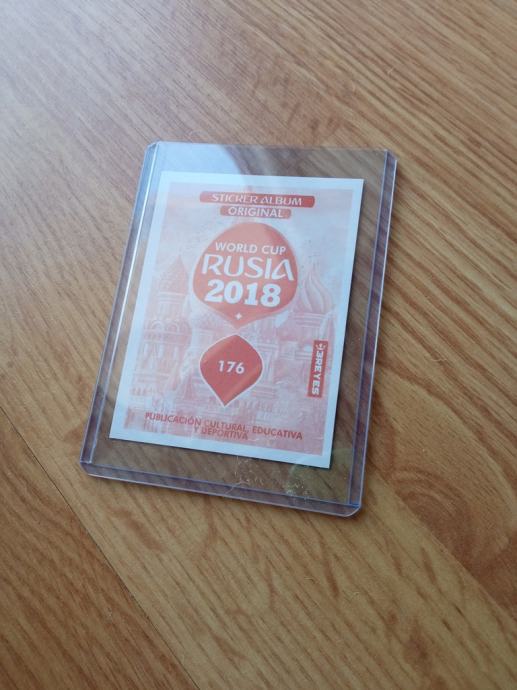 STICKER ALBUM
ORIGINAL
WORLD CUP
RUSIA
2018
176
3REYES
PUBLICACIÓN CULTURAL, EDUCATIVA
Y DEPORTIVA